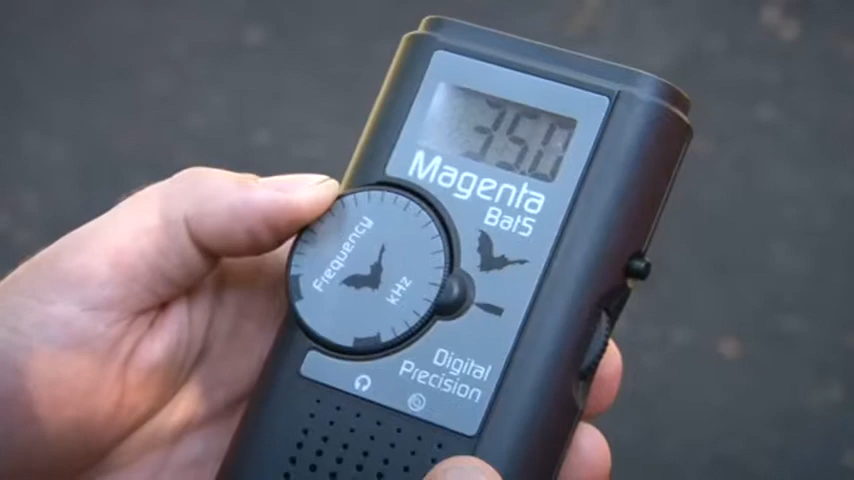 35.0
Magenta
Bat5
Frequency
kHz
Digital
Precision